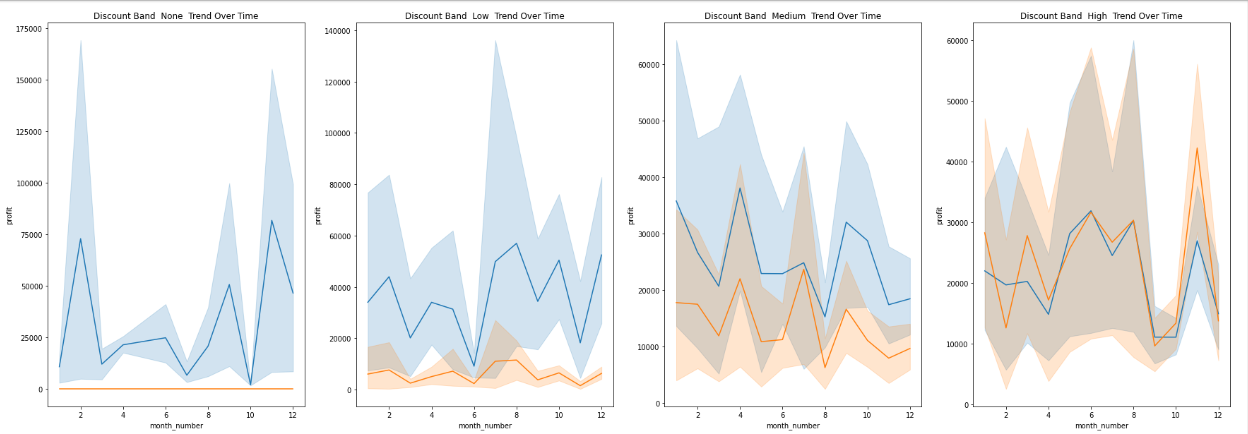 Discount Band  None  Trend Over Time
175000
150000
125000
100000
75000
50000
25000
0
profit
2 4 6 8 10 12
month_number
Discount Band  Low  Trend Over Time
140000
120000
100000
80000
60000
40000
20000
0
profit
2 4 6 8 10 12
month_number
Discount Band  Medium  Trend Over Time
60000
50000
40000
30000
20000
10000
0
profit
2 4 6 8 10 12
month_number
Discount Band  High  Trend Over Time
60000
50000
40000
30000
20000
10000
0
profit
2 4 6 8 10 12
month_number